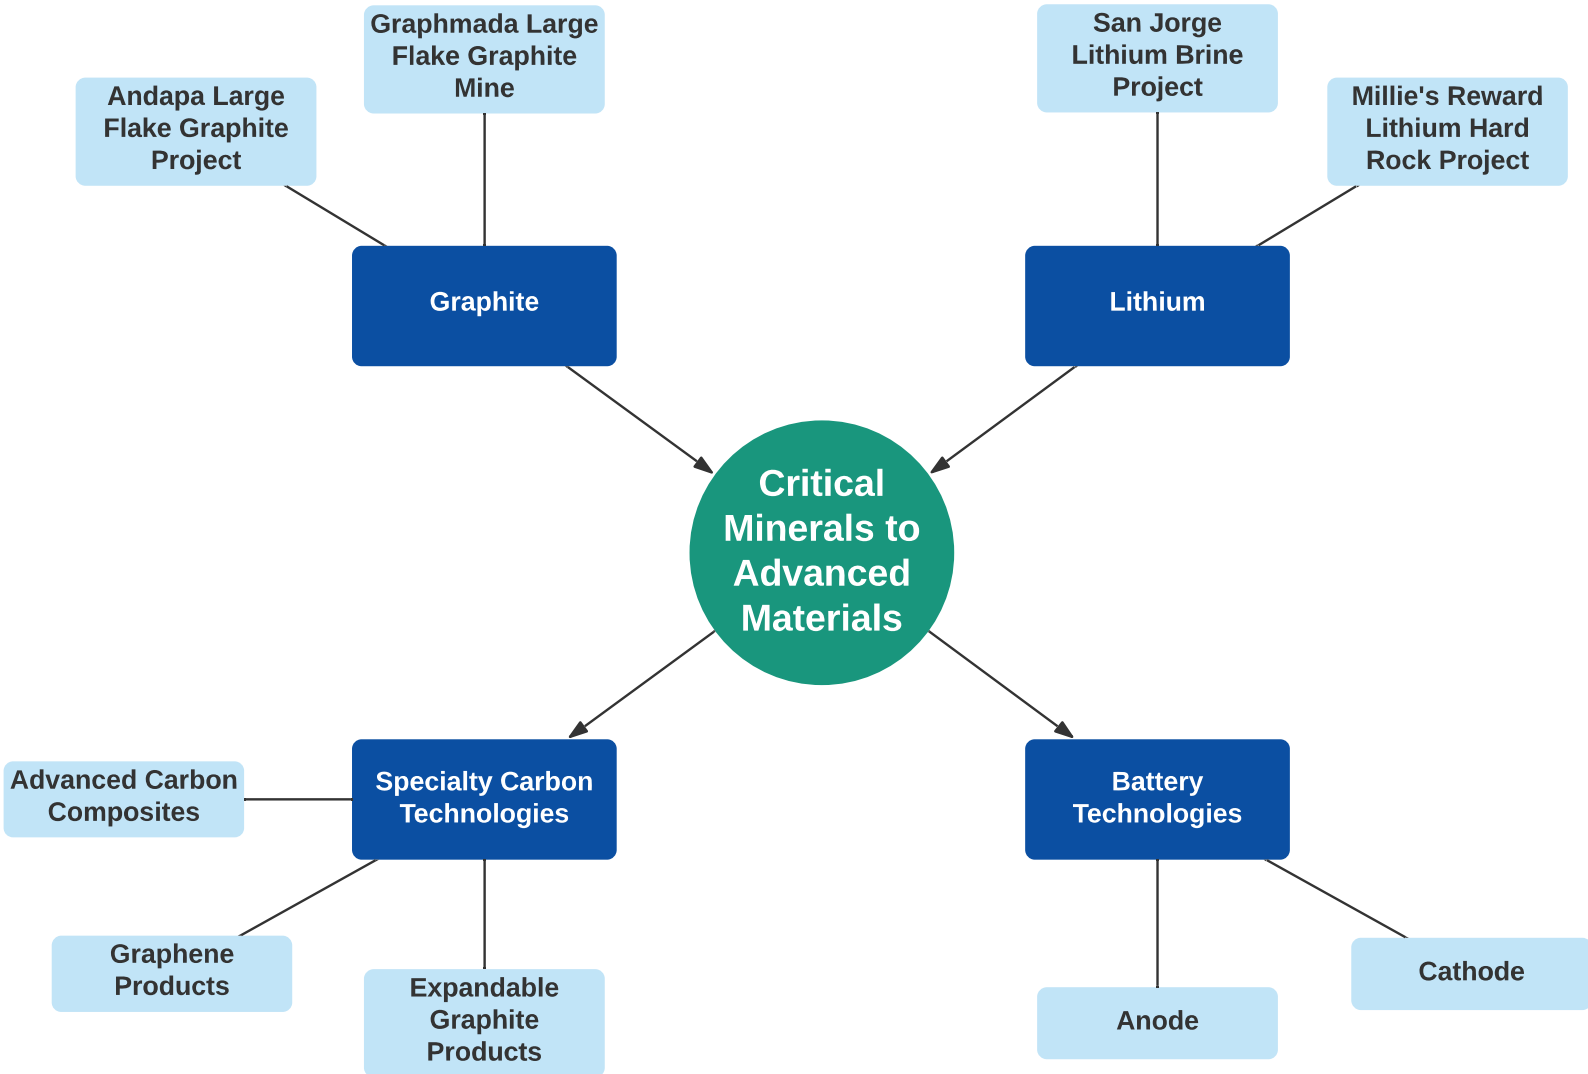 Graphmada Large
Flake Graphite
Mine
San Jorge
Lithium Brine
Project
Andapa Large
Flake Graphite
Project
Millie's Reward
Lithium Hard
Rock Project
Graphite
Lithium
Critical
Minerals to
Advanced
Materials
Specialty Carbon
Technologies
Battery
Technologies
Advanced Carbon
Composites
Graphene
Products
Expandable
Graphite
Products
Cathode
Anode